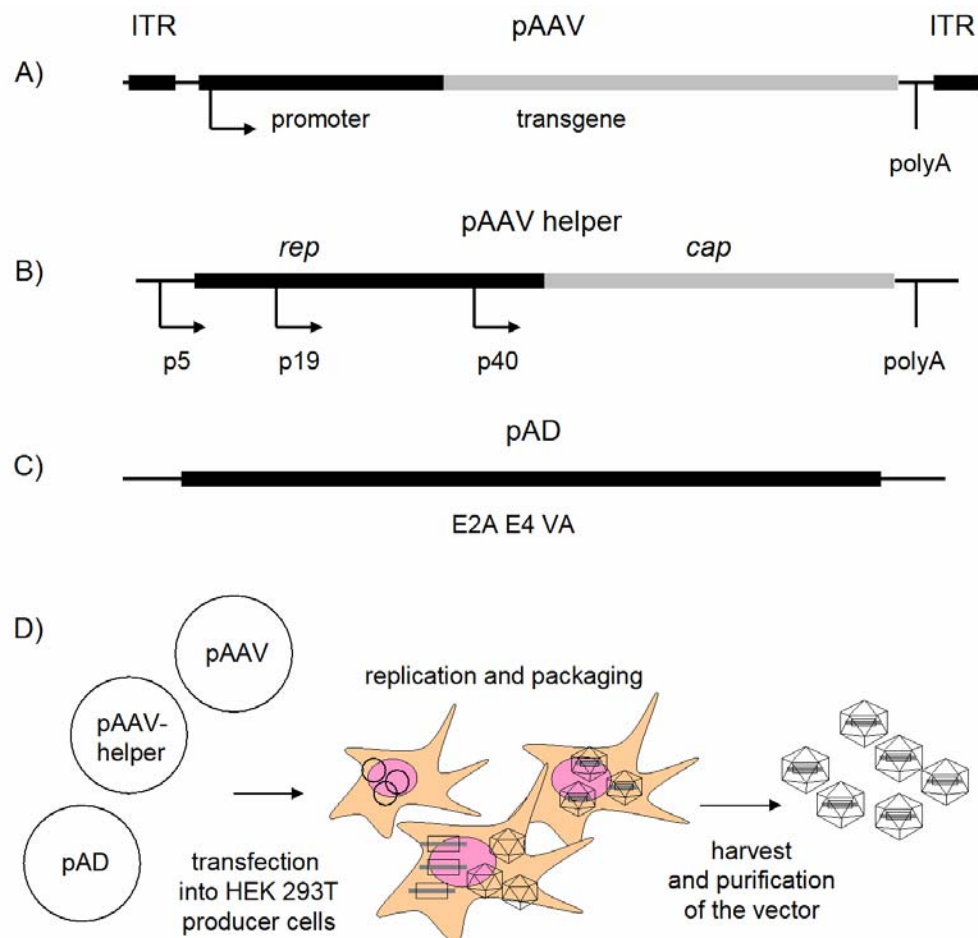 ITR pAAV ITR
A)
promoter transgene
polyA
pAAV helper
rep cap
B)
p5 p19 p40 polyA
pAD
C)
E2A E4 VA
D)
pAAV
pAAV-
helper
pAD
transfection
into HEK 293T
producer cells
replication and packaging
harvest
and purification
of the vector